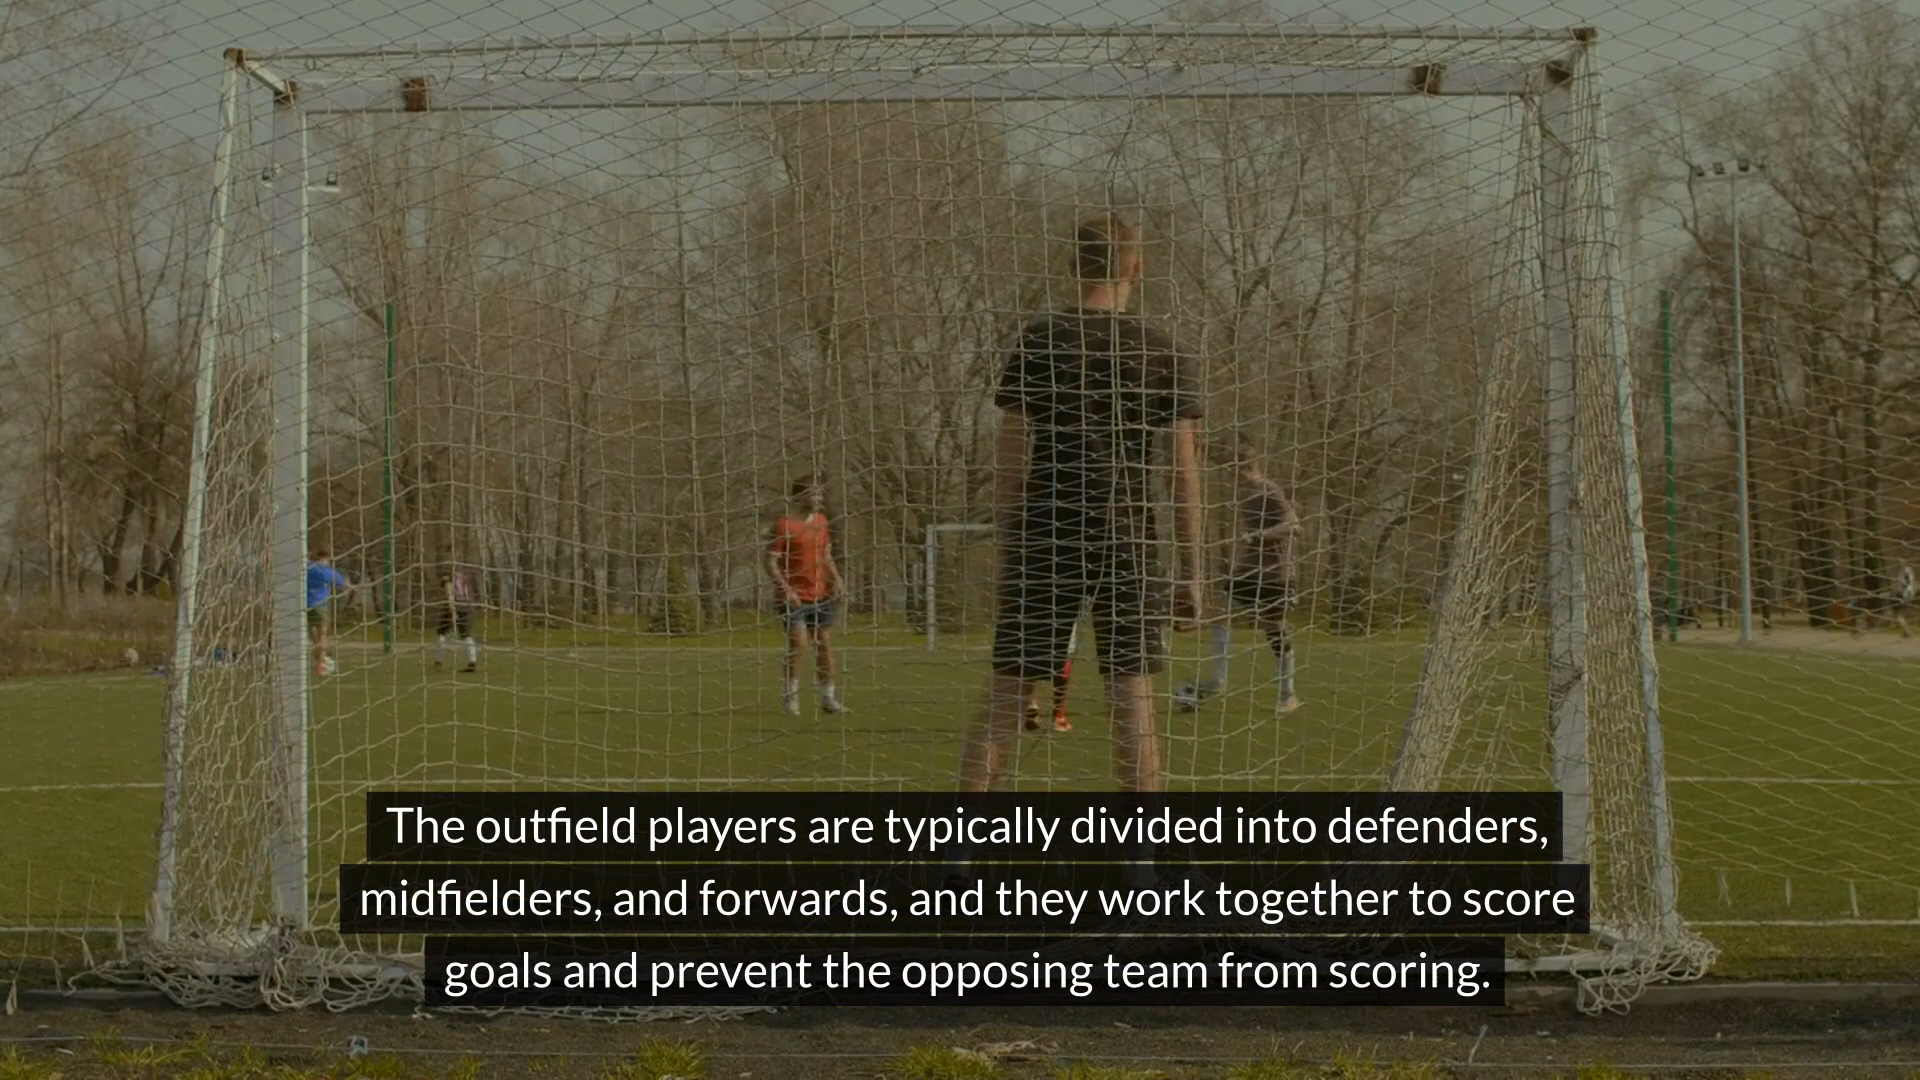 The outfield players are typically divided into defenders,
midfielders, and forwards, and they work together to score
goals and prevent the opposing team from scoring.